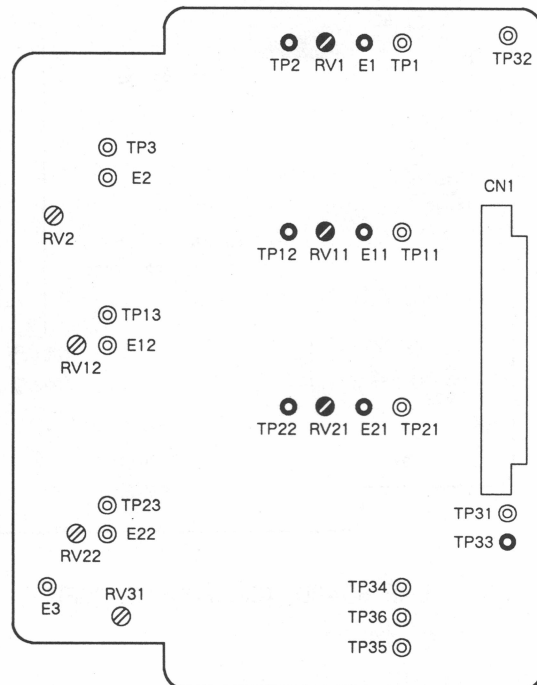 TP2 RV1 E1 TP1
TP32
TP3
E2
CN1
RV2
TP12 RV11 E11 TP11
TP13
E12
RV12
TP22 RV21 E21 TP21
TP23
TP31
E22
RV22
TP33
RV31
TP34
E3
TP36
TP35